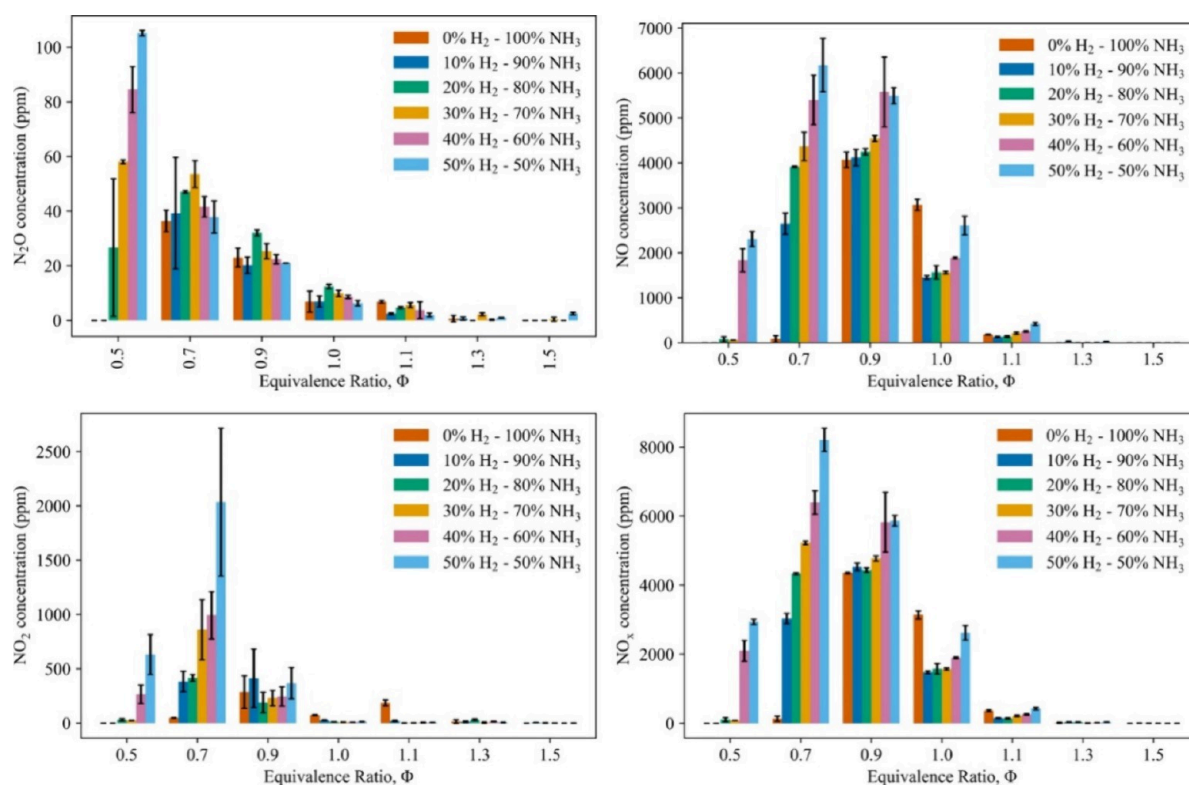 N₂O concentration (ppm)
100
80
60
40
20
0
0% H₂ - 100% NH₃
10% H₂ - 90% NH₃
20% H₂ - 80% NH₃
30% H₂ - 70% NH₃
40% H₂ - 60% NH₃
50% H₂ - 50% NH₃
0.5 0.7 0.9 1.0 1.1 1.3 1.5
Equivalence Ratio, Φ
NO concentration (ppm)
7000
6000
5000
4000
3000
2000
1000
0
0% H₂ - 100% NH₃
10% H₂ - 90% NH₃
20% H₂ - 80% NH₃
30% H₂ - 70% NH₃
40% H₂ - 60% NH₃
50% H₂ - 50% NH₃
0.5 0.7 0.9 1.0 1.1 1.3 1.5
Equivalence Ratio, Φ
NO₂ concentration (ppm)
2500
2000
1500
1000
500
0
0% H₂ - 100% NH₃
10% H₂ - 90% NH₃
20% H₂ - 80% NH₃
30% H₂ - 70% NH₃
40% H₂ - 60% NH₃
50% H₂ - 50% NH₃
0.5 0.7 0.9 1.0 1.1 1.3 1.5
Equivalence Ratio, Φ
NOₓ concentration (ppm)
8000
6000
4000
2000
0
0% H₂ - 100% NH₃
10% H₂ - 90% NH₃
20% H₂ - 80% NH₃
30% H₂ - 70% NH₃
40% H₂ - 60% NH₃
50% H₂ - 50% NH₃
0.5 0.7 0.9 1.0 1.1 1.3 1.5
Equivalence Ratio, Φ